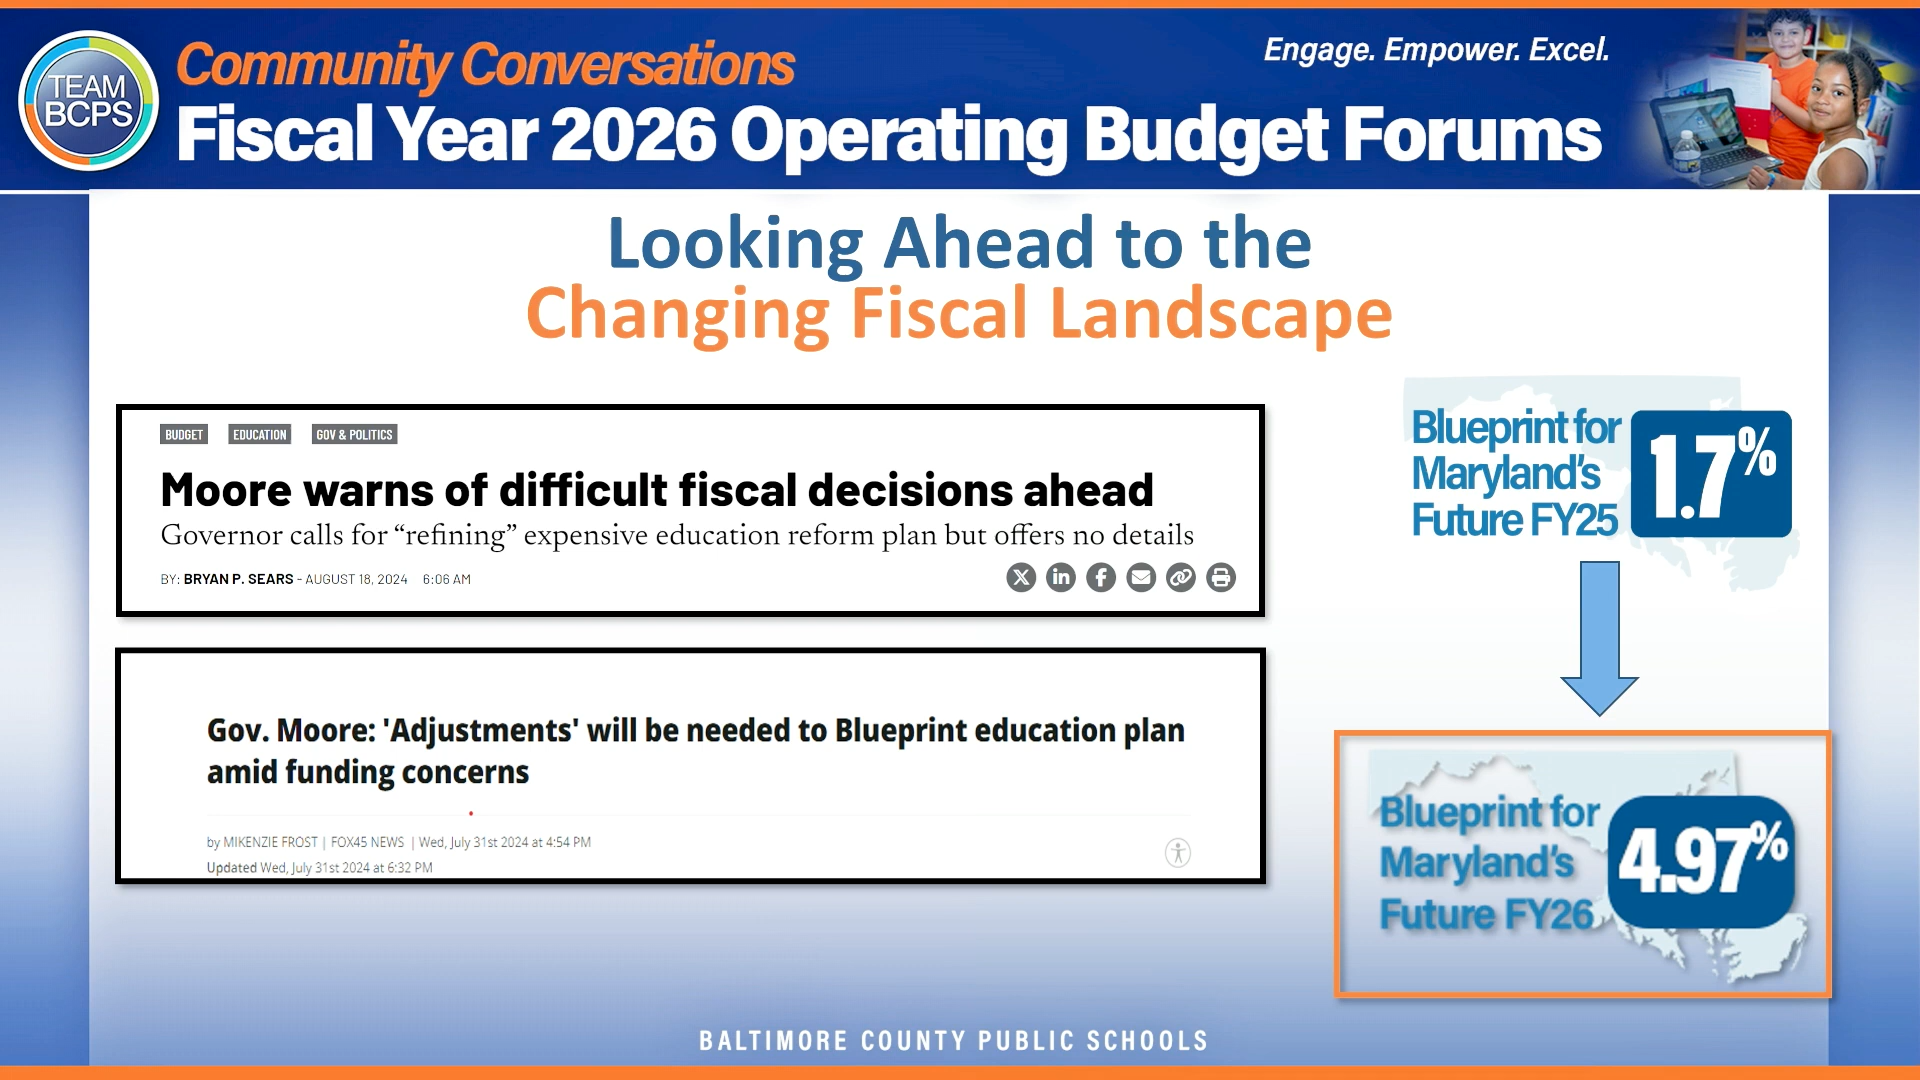 TEAM
BCPS
Community Conversations
Fiscal Year 2026 Operating Budget Forums
Engage. Empower. Excel.
Looking Ahead to the
Changing Fiscal Landscape
BUDGET EDUCATION GOV & POLITICS
Moore warns of difficult fiscal decisions ahead
Governor calls for “refining” expensive education reform plan but offers no details
BY: BRYAN P. SEARS - AUGUST 18, 2024 6:06 AM
Gov. Moore: 'Adjustments' will be needed to Blueprint education plan
amid funding concerns
by MIKENZIE FROST | FOX45 NEWS | Wed, July 31st 2024 at 4:54 PM
Updated Wed, July 31st 2024 at 6:32 PM
Blueprint for
Maryland's
Future FY25
1.7%
Blueprint for
Maryland's
Future FY26
4.97%
BALTIMORE COUNTY PUBLIC SCHOOLS